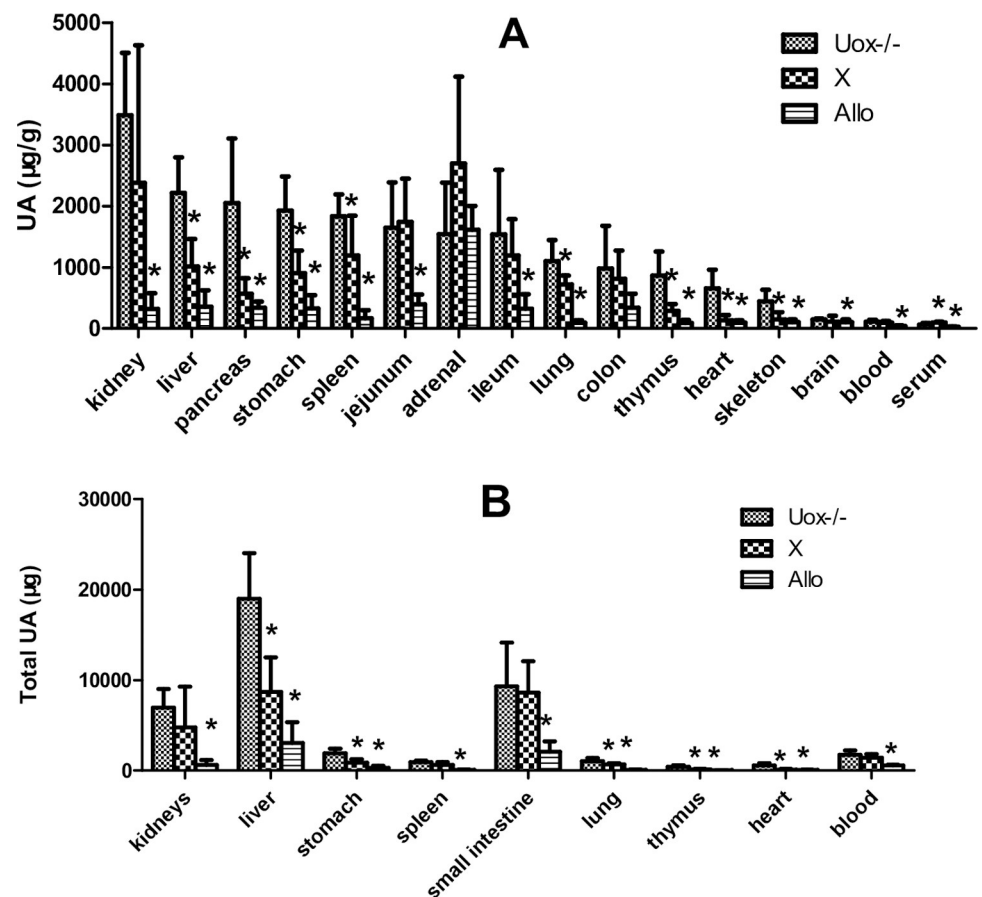 A
Uox-/-
X
Allo
UA (µg/g)
5000
4000
3000
2000
1000
0
* * * * * * * * * * * * * * * * * * * * * *
kidney liver pancreas stomach spleen jejunum adrenal ileum lung colon thymus heart skeleton brain blood serum
B
Uox-/-
X
Allo
Total UA (µg)
30000
20000
10000
0
* * * * * * * * * * * * * *
kidneys liver stomach spleen small intestine lung thymus heart blood